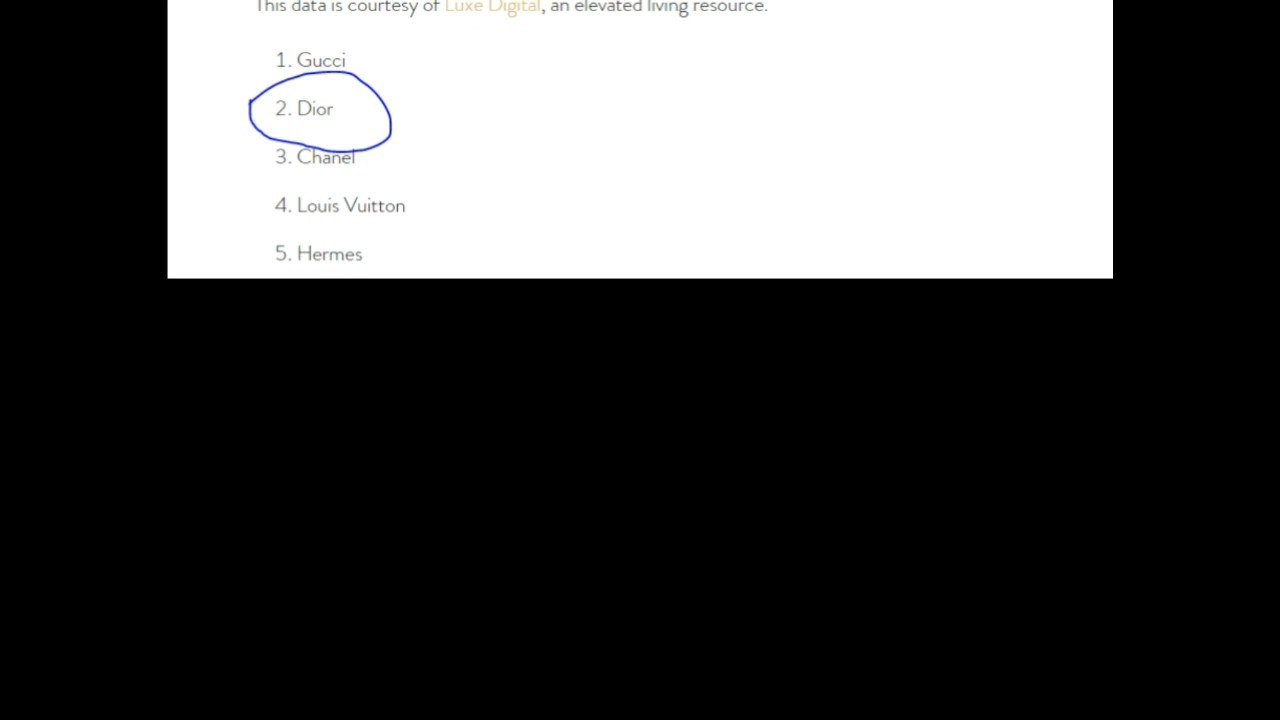 This data is courtesy of Luxe Digital, an elevated living resource.
1. Gucci
2. Dior
3. Chanel
4. Louis Vuitton
5. Hermes